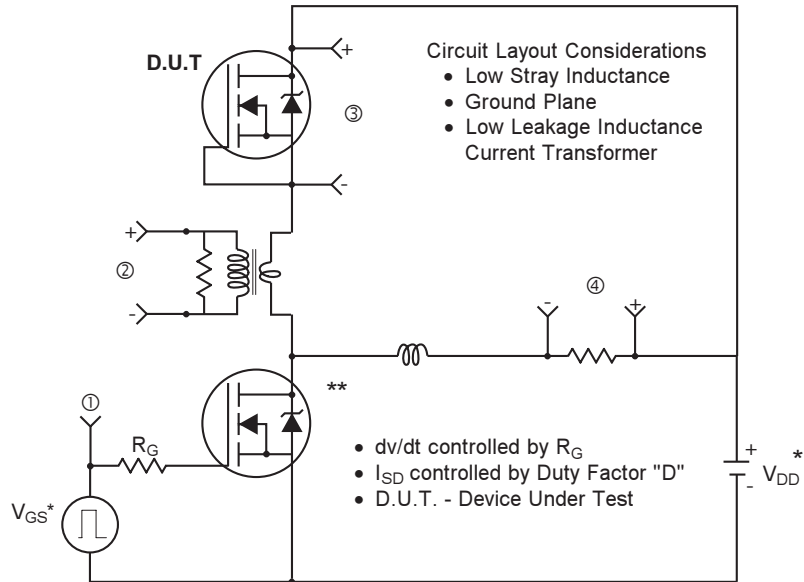 D.U.T
+
Circuit Layout Considerations
• Low Stray Inductance
• Ground Plane
• Low Leakage Inductance
Current Transformer
③
-
+
②
-
-
④
+
**
①
R_G
• dv/dt controlled by R_G
• I_SD controlled by Duty Factor "D"
• D.U.T. - Device Under Test
+
V_DD*
-
V_GS*